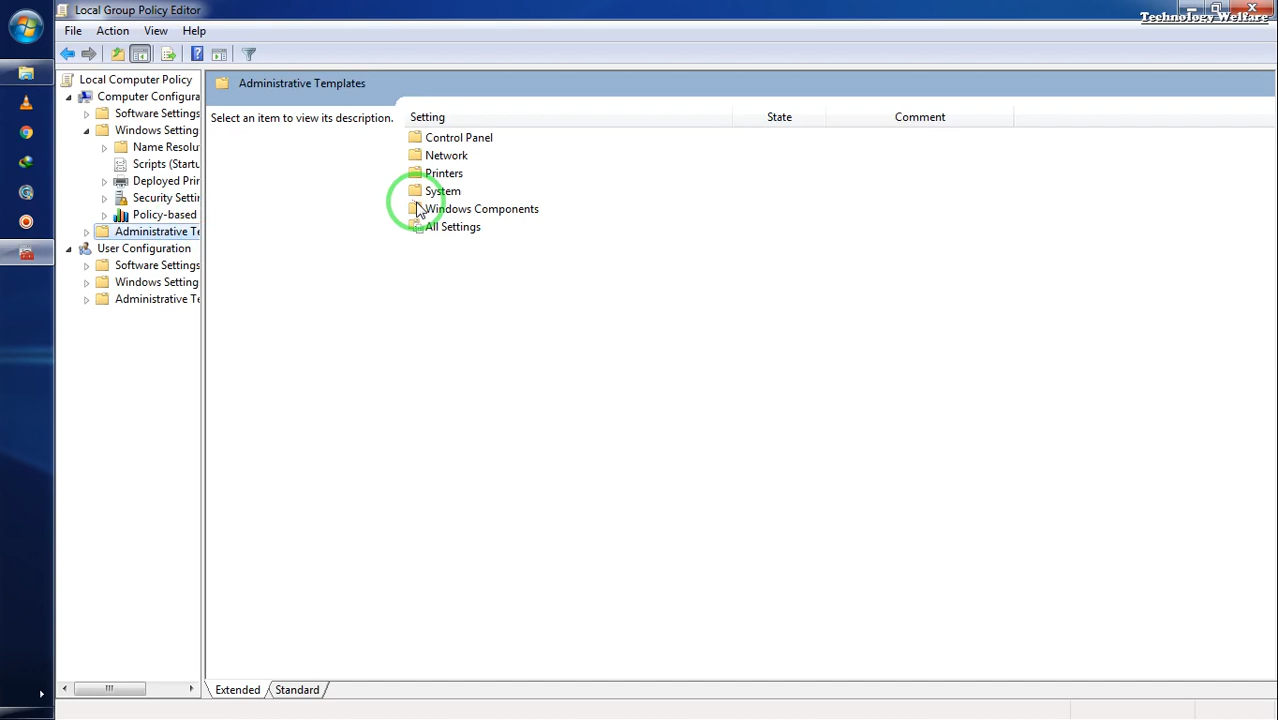 Local Group Policy Editor
Technology Welfare
File Action View Help
Local Computer Policy
Computer Configura
Software Settings
Windows Setting
Name Resolu
Scripts (Startu
Deployed Prin
Security Setti
Policy-based
Administrative Te
User Configuration
Software Settings
Windows Setting
Administrative Te
Administrative Templates
Select an item to view its description.
Setting State Comment
Control Panel
Network
Printers
System
Windows Components
All Settings
Extended Standard